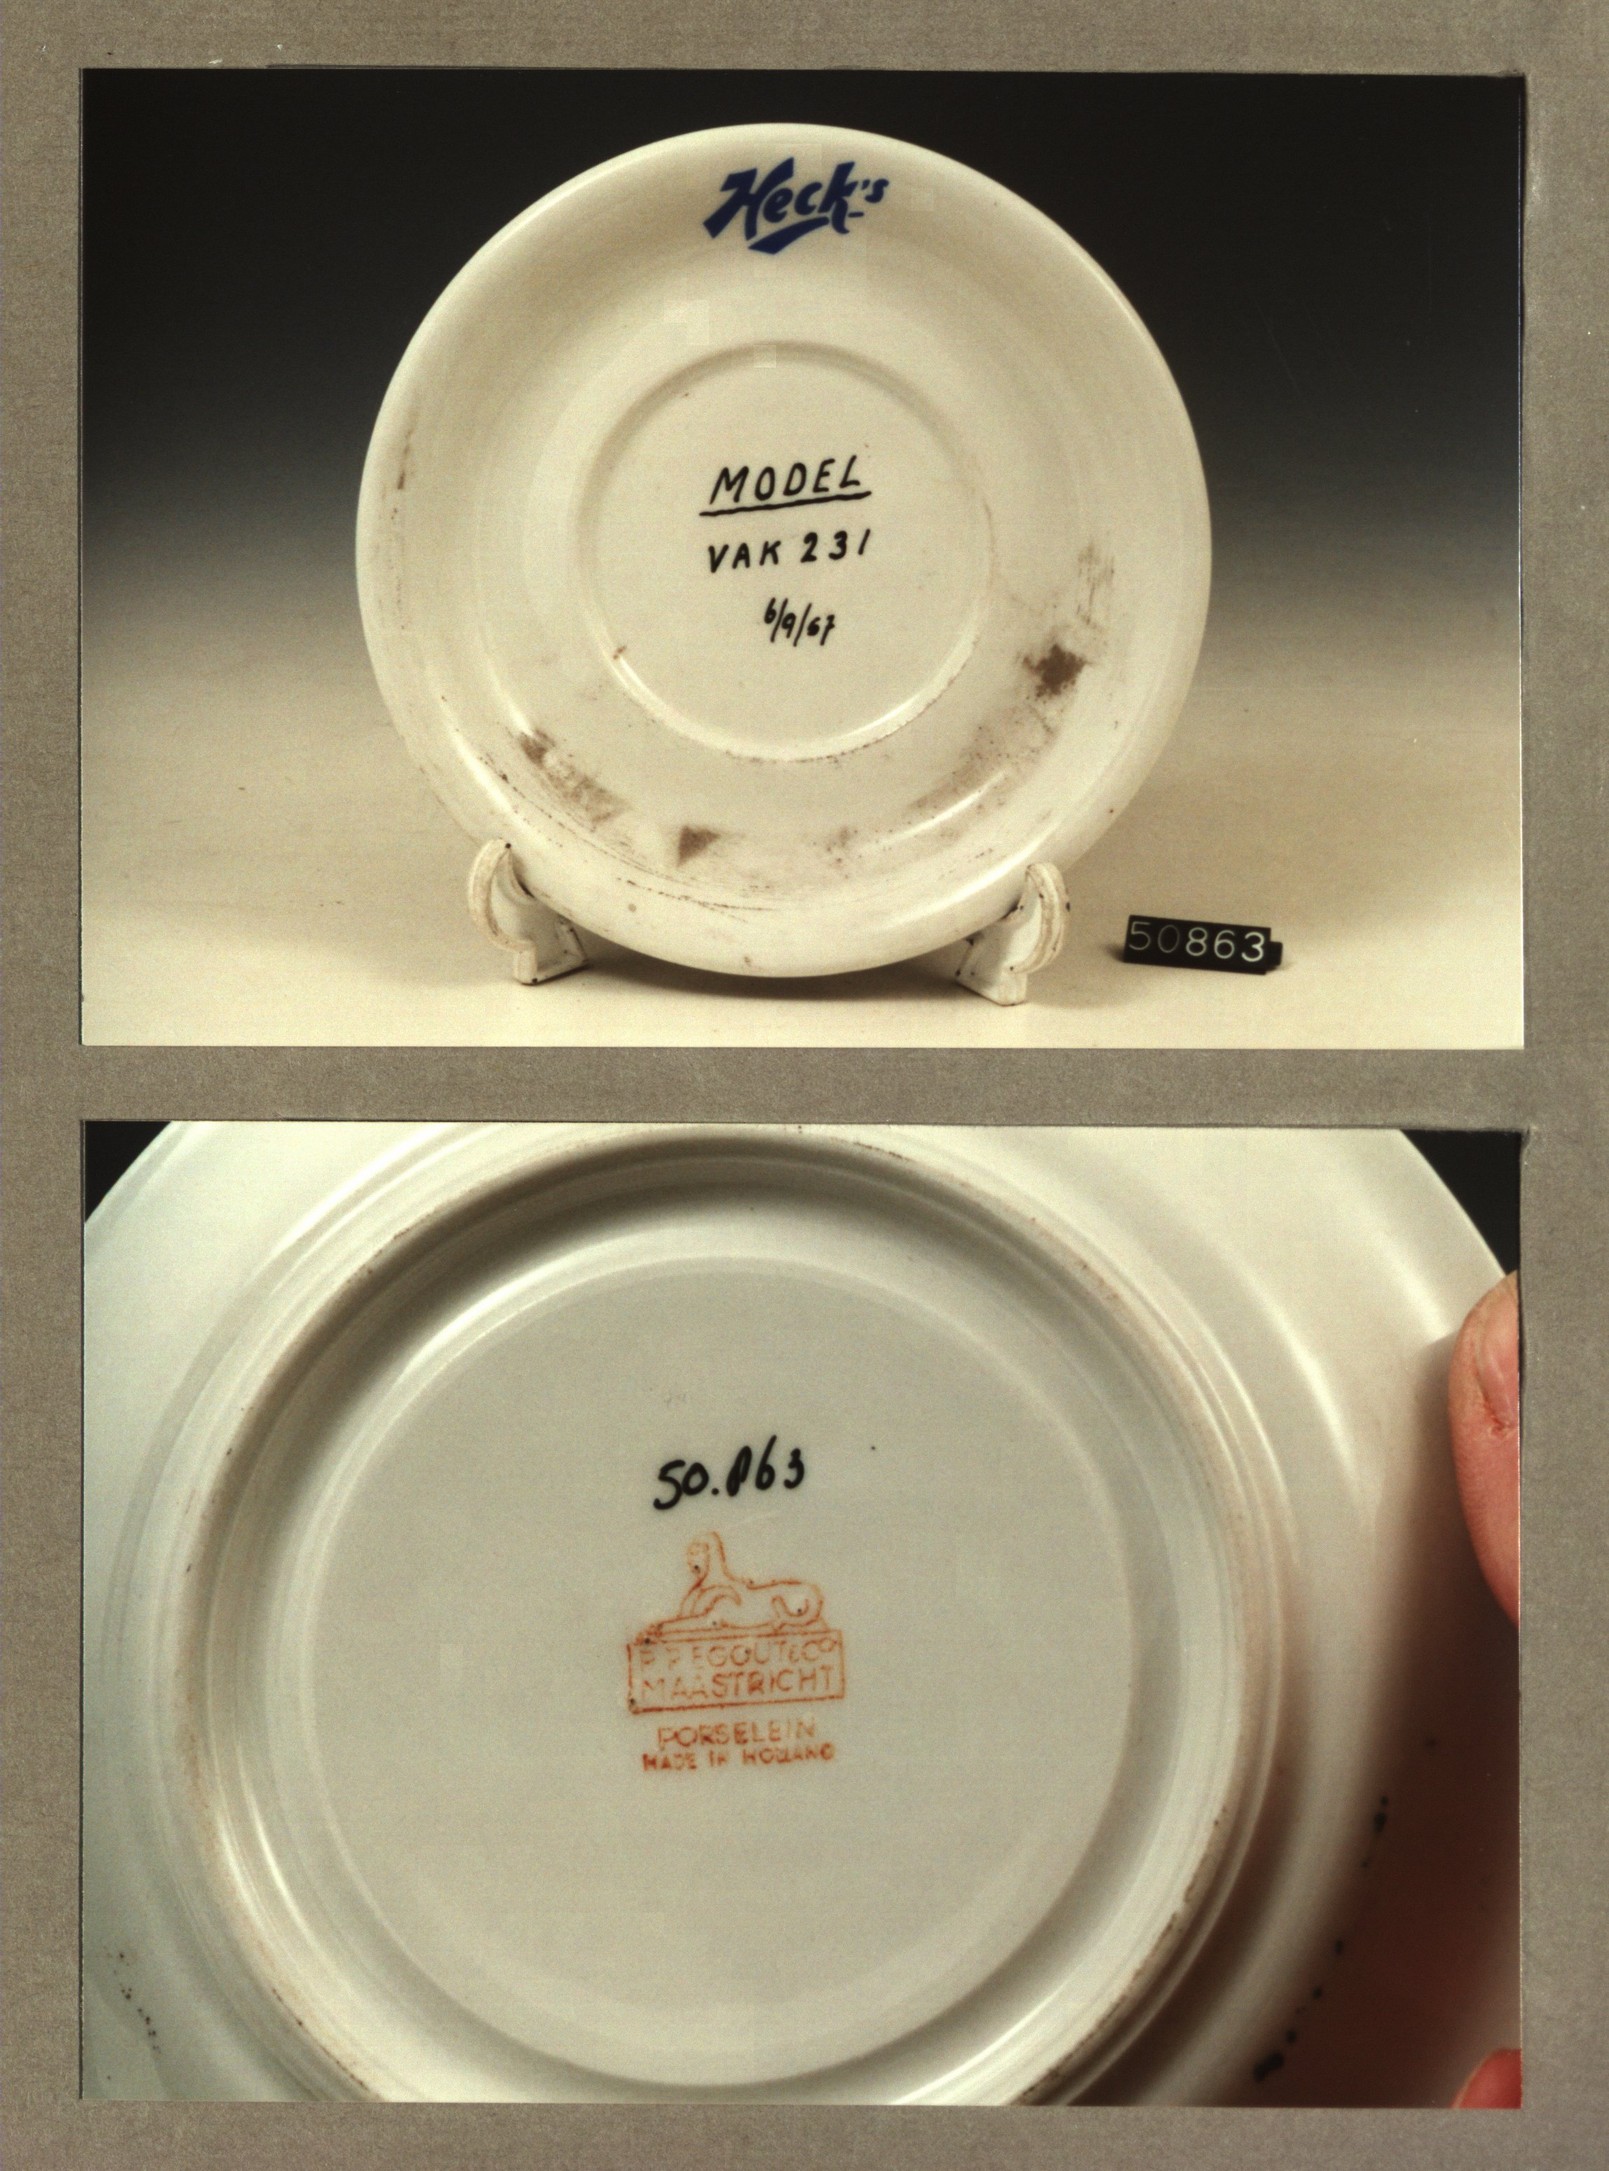 Heck's
MODEL
VAK 231
6/9/67
50863
50.863
P. REGOUT & Co
MAASTRICHT
PORSELEIN
MADE IN HOLLAND